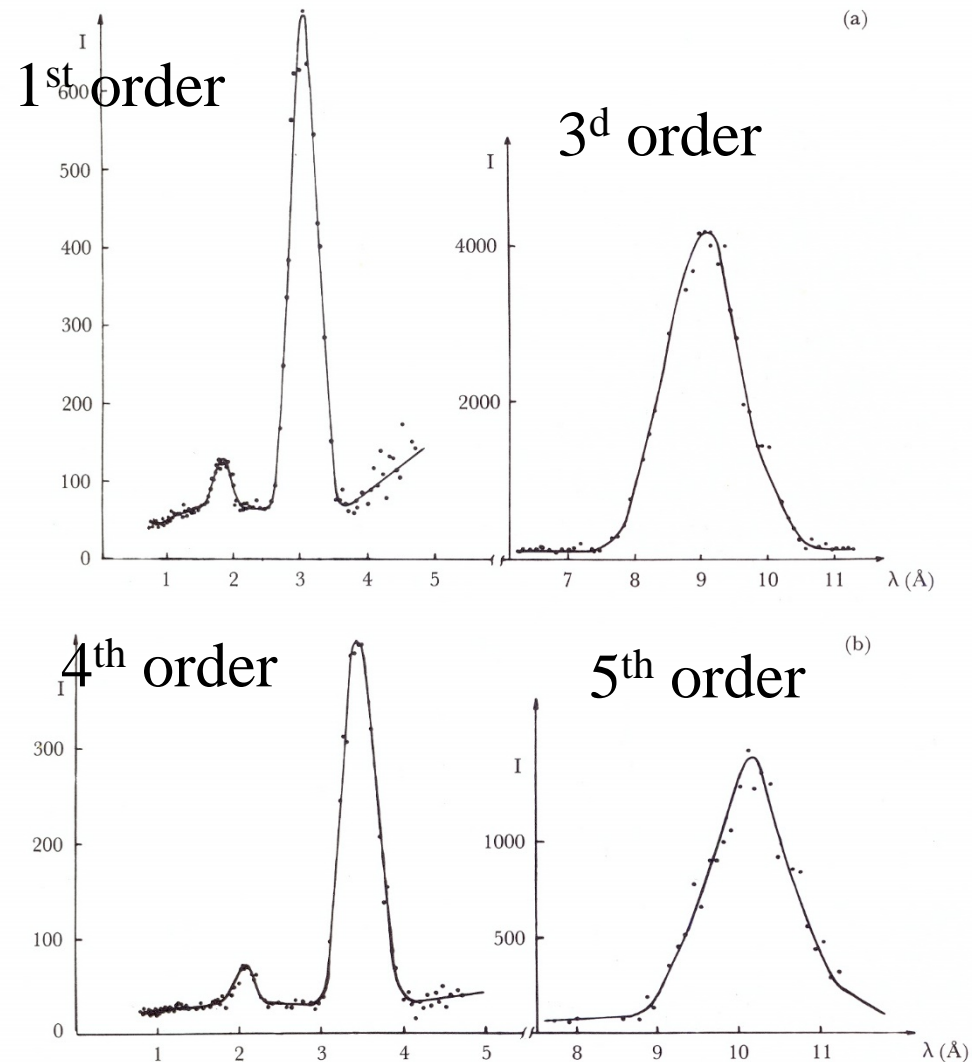 (a)
I
1st order
600
500
400
300
200
100
0
1 2 3 4 5
3d order
I
4000
2000
7 8 9 10 11 λ (Å)
(b)
4th order
I
300
200
100
0
1 2 3 4 5
5th order
I
1000
500
8 9 10 11 λ (Å)